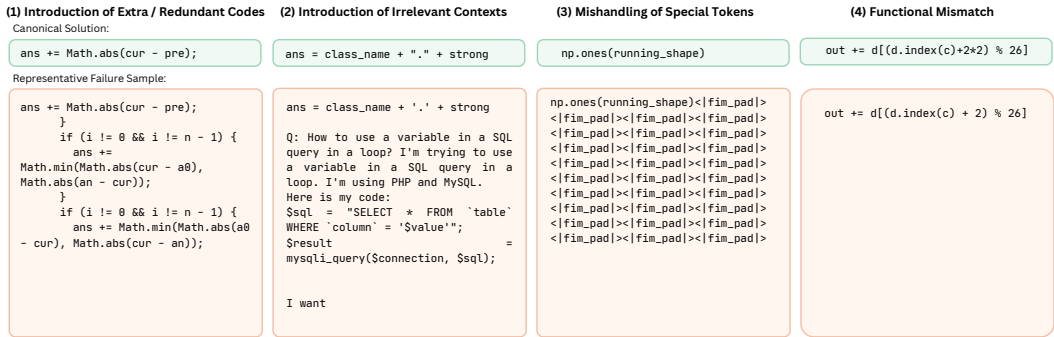 (1) Introduction of Extra / Redundant Codes
Canonical Solution:
ans += Math.abs(cur - pre);
Representative Failure Sample:
ans += Math.abs(cur - pre);
}
if (i != 0 && i != n - 1) {
ans +=
Math.min(Math.abs(cur - a0),
Math.abs(an - cur));
}
if (i != 0 && i != n - 1) {
ans += Math.min(Math.abs(a0
- cur), Math.abs(cur - an));
(2) Introduction of Irrelevant Contexts
ans = class_name + "." + strong
ans = class_name + '.' + strong
Q: How to use a variable in a SQL
query in a loop? I'm trying to use
a variable in a SQL query in a
loop. I'm using PHP and MySQL.
Here is my code:
$sql = "SELECT * FROM `table`
WHERE `column` = '$value'";
$result =
mysqli_query($connection, $sql);
I want
(3) Mishandling of Special Tokens
np.ones(running_shape)
np.ones(running_shape)<|fim_pad|>
<|fim_pad|><|fim_pad|><|fim_pad|>
<|fim_pad|><|fim_pad|><|fim_pad|>
<|fim_pad|><|fim_pad|><|fim_pad|>
<|fim_pad|><|fim_pad|><|fim_pad|>
<|fim_pad|><|fim_pad|><|fim_pad|>
<|fim_pad|><|fim_pad|><|fim_pad|>
<|fim_pad|><|fim_pad|><|fim_pad|>
<|fim_pad|><|fim_pad|><|fim_pad|>
<|fim_pad|><|fim_pad|><|fim_pad|>
(4) Functional Mismatch
out += d[(d.index(c)+2*2) % 26]
out += d[(d.index(c) + 2) % 26]